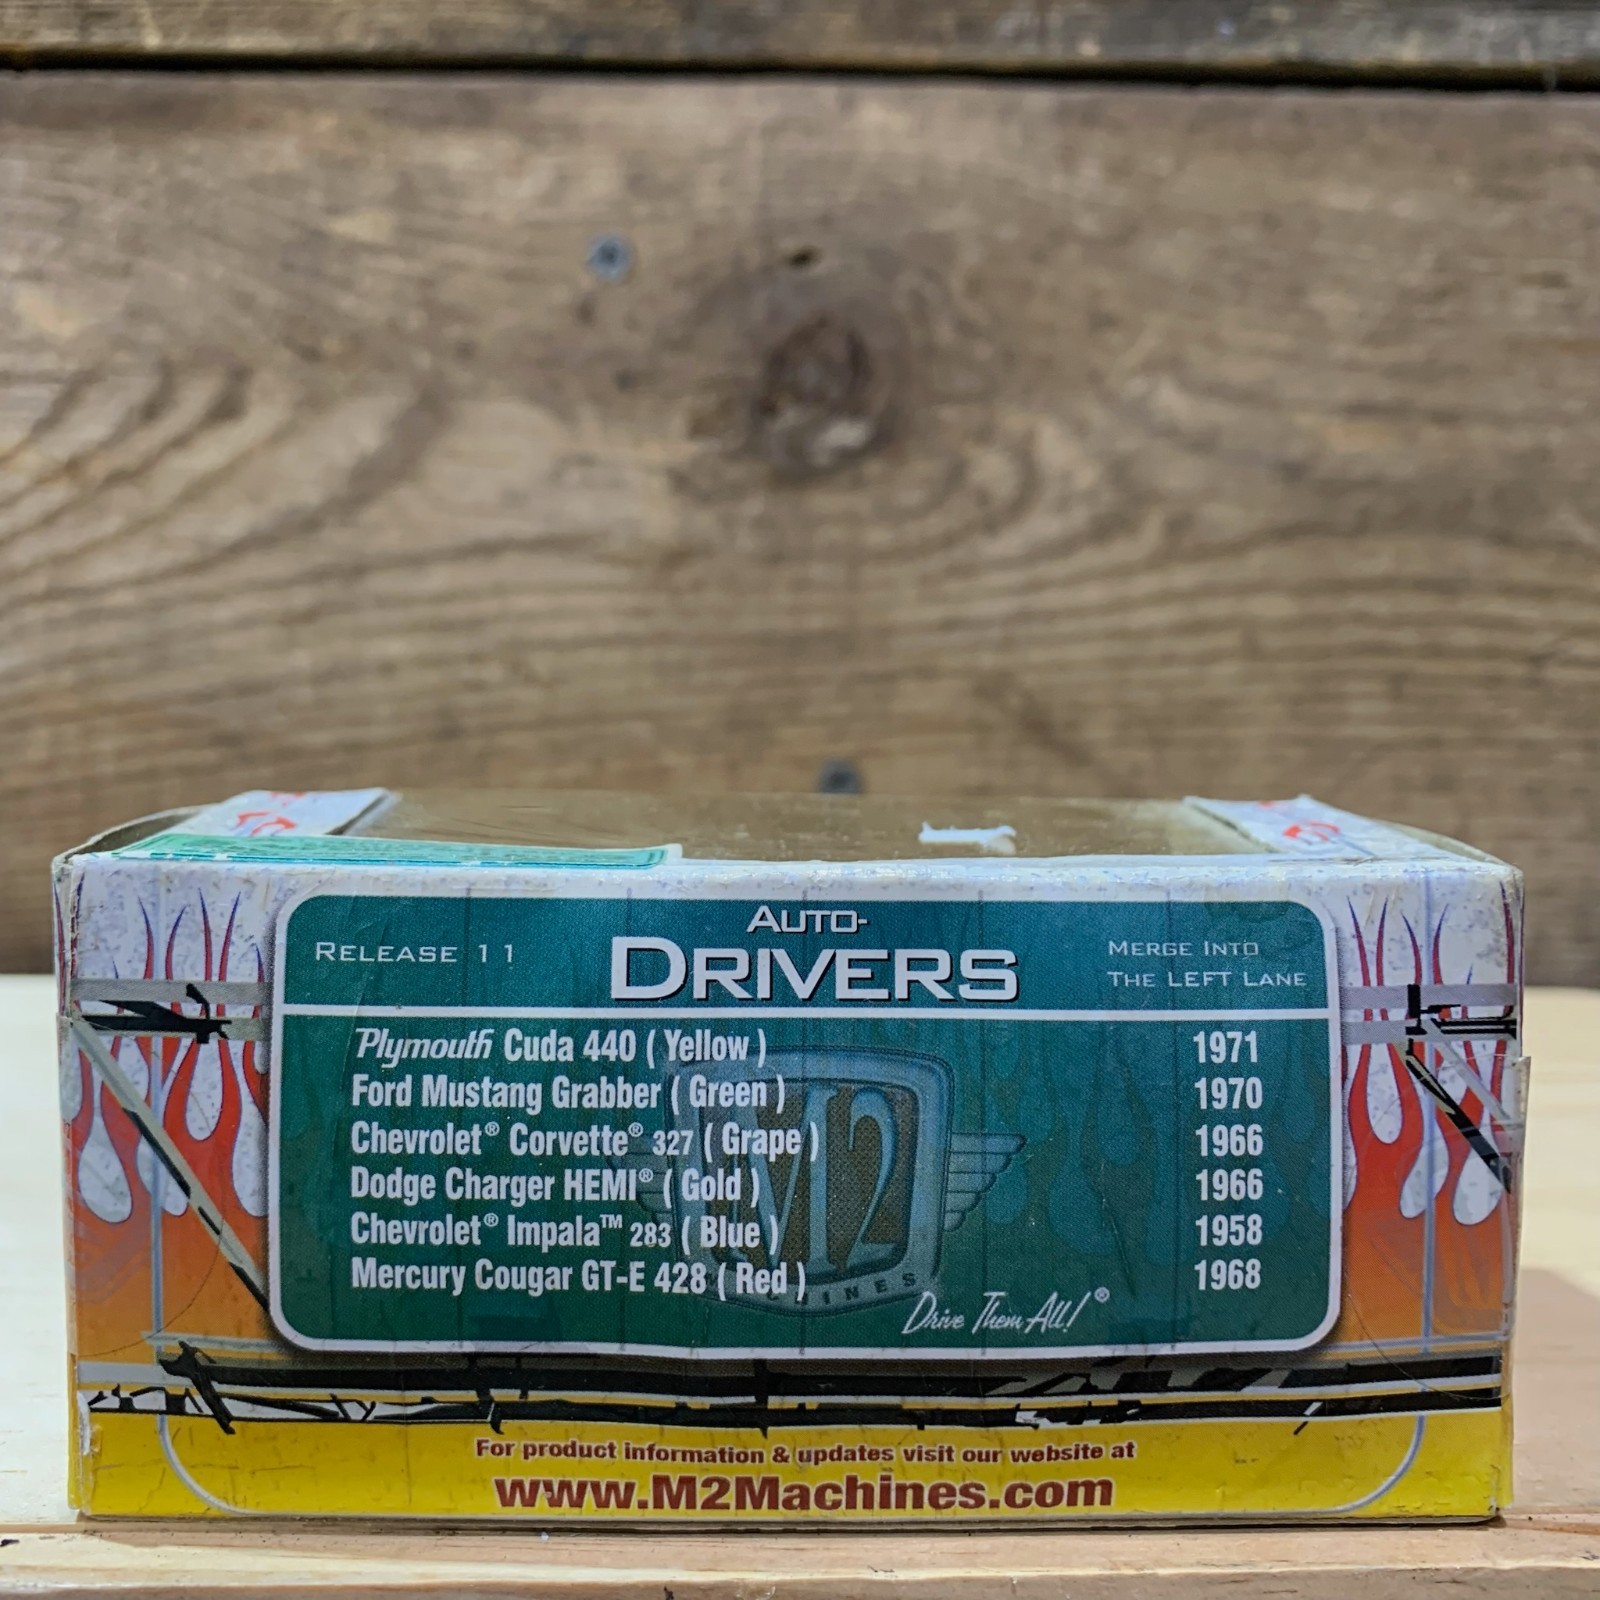 RELEASE 11
AUTO-
DRIVERS
MERGE INTO
THE LEFT LANE
Plymouth Cuda 440 ( Yellow ) 1971
Ford Mustang Grabber ( Green ) 1970
Chevrolet® Corvette® 327 ( Grape ) 1966
Dodge Charger HEMI® ( Gold ) 1966
Chevrolet® Impala™ 283 ( Blue ) 1958
Mercury Cougar GT-E 428 ( Red ) 1968
M2
Drive Them All!®
For product information & updates visit our website at
www.M2Machines.com